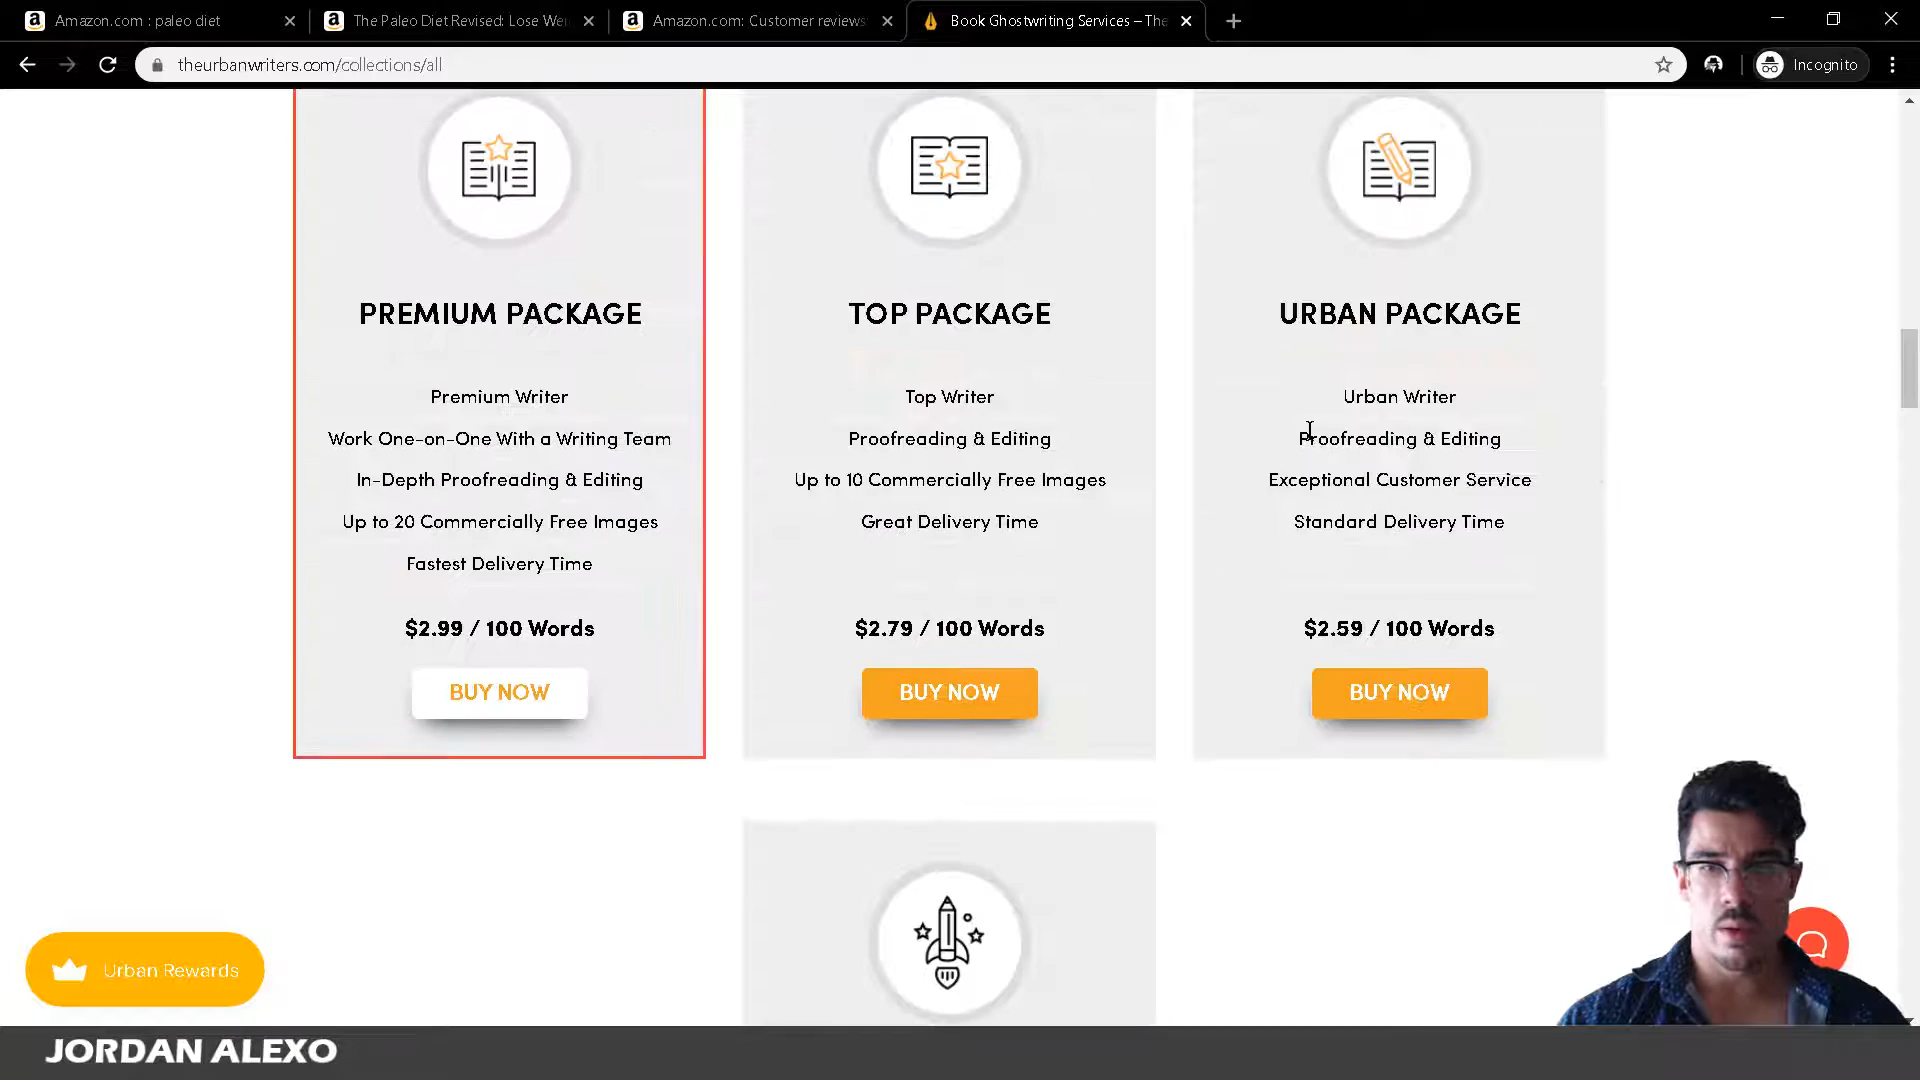 Amazon.com : paleo diet
The Paleo Diet Revised: Lose We
Amazon.com: Customer reviews
Book Ghostwriting Services – The
theurbanwriters.com/collections/all
Incognito
PREMIUM PACKAGE
Premium Writer
Work One-on-One With a Writing Team
In-Depth Proofreading & Editing
Up to 20 Commercially Free Images
Fastest Delivery Time
$2.99 / 100 Words
BUY NOW
TOP PACKAGE
Top Writer
Proofreading & Editing
Up to 10 Commercially Free Images
Great Delivery Time
$2.79 / 100 Words
BUY NOW
URBAN PACKAGE
Urban Writer
Proofreading & Editing
Exceptional Customer Service
Standard Delivery Time
$2.59 / 100 Words
BUY NOW
Urban Rewards
JORDAN ALEXO